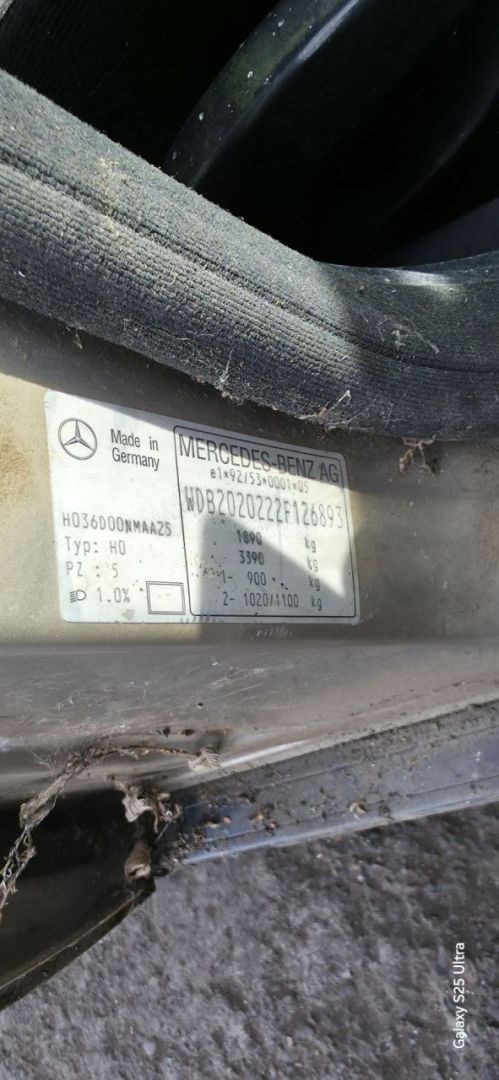 Made in
Germany
MERCEDES-BENZ AG
e1*92/53*0001*05
WDB2020222F126893
H036D00NMAA25
Typ: H0
PZ : 5
1.0%
1890 kg
3390 kg
1- 900 kg
2- 1020/1100 kg
Galaxy S25 Ultra